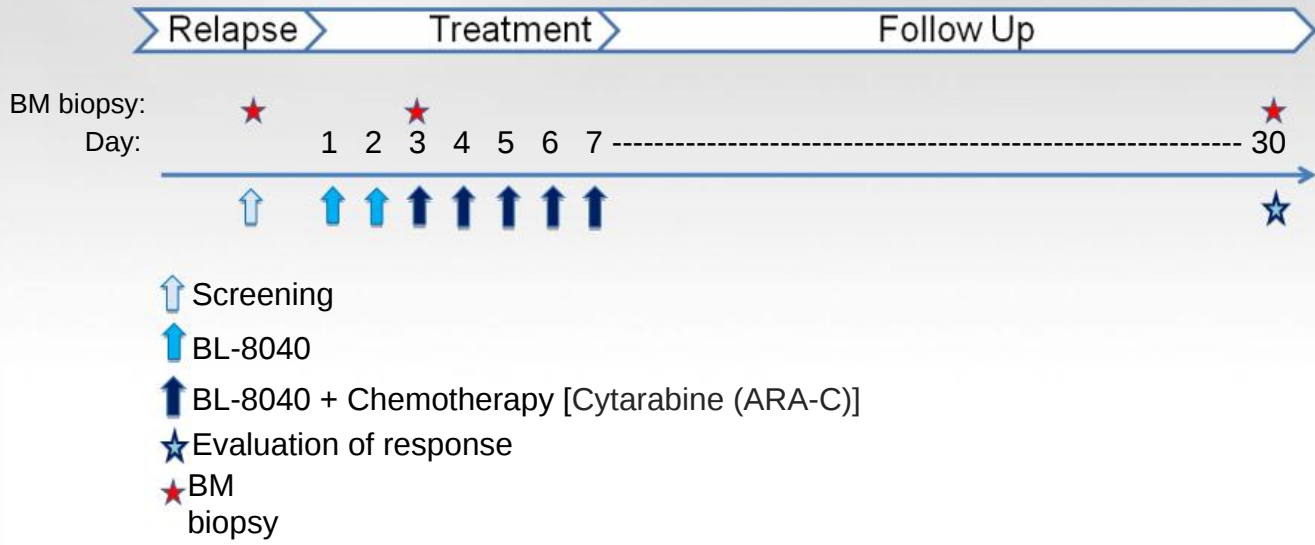 Relapse Treatment Follow Up
BM biopsy:
Day: 1 2 3 4 5 6 7 ------------------------------------------------------------ 30
Screening
BL-8040
BL-8040 + Chemotherapy [Cytarabine (ARA-C)]
Evaluation of response
BM
biopsy